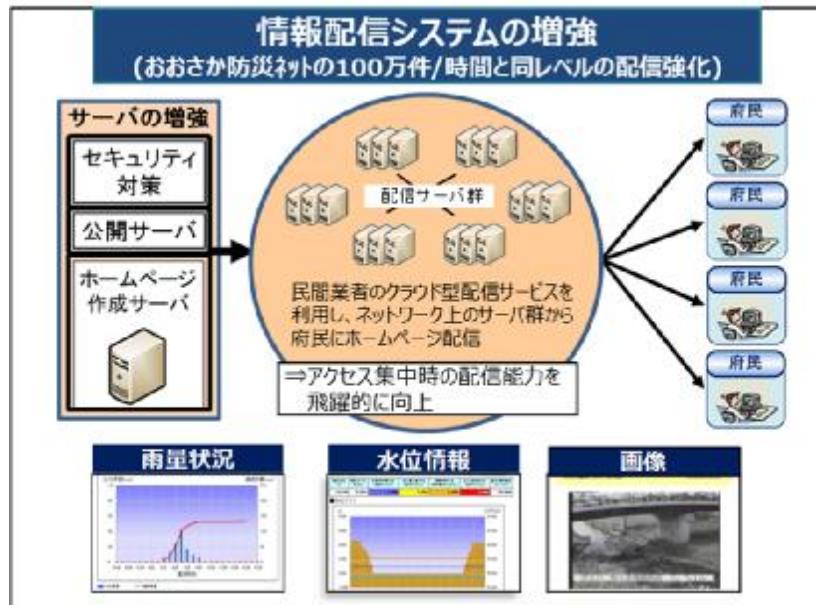 情報配信システムの増強
(おおさか防災ネットの100万件/時間と同レベルの配信強化)
サーバの増強
セキュリティ
対策
公開サーバ
ホームページ
作成サーバ
配信サーバ群
民間業者のクラウド型配信サービスを
利用し、ネットワーク上のサーバ群から
府民にホームページ配信
⇒アクセス集中時の配信能力を
飛躍的に向上
府民
府民
府民
府民
雨量状況
水位情報
画像